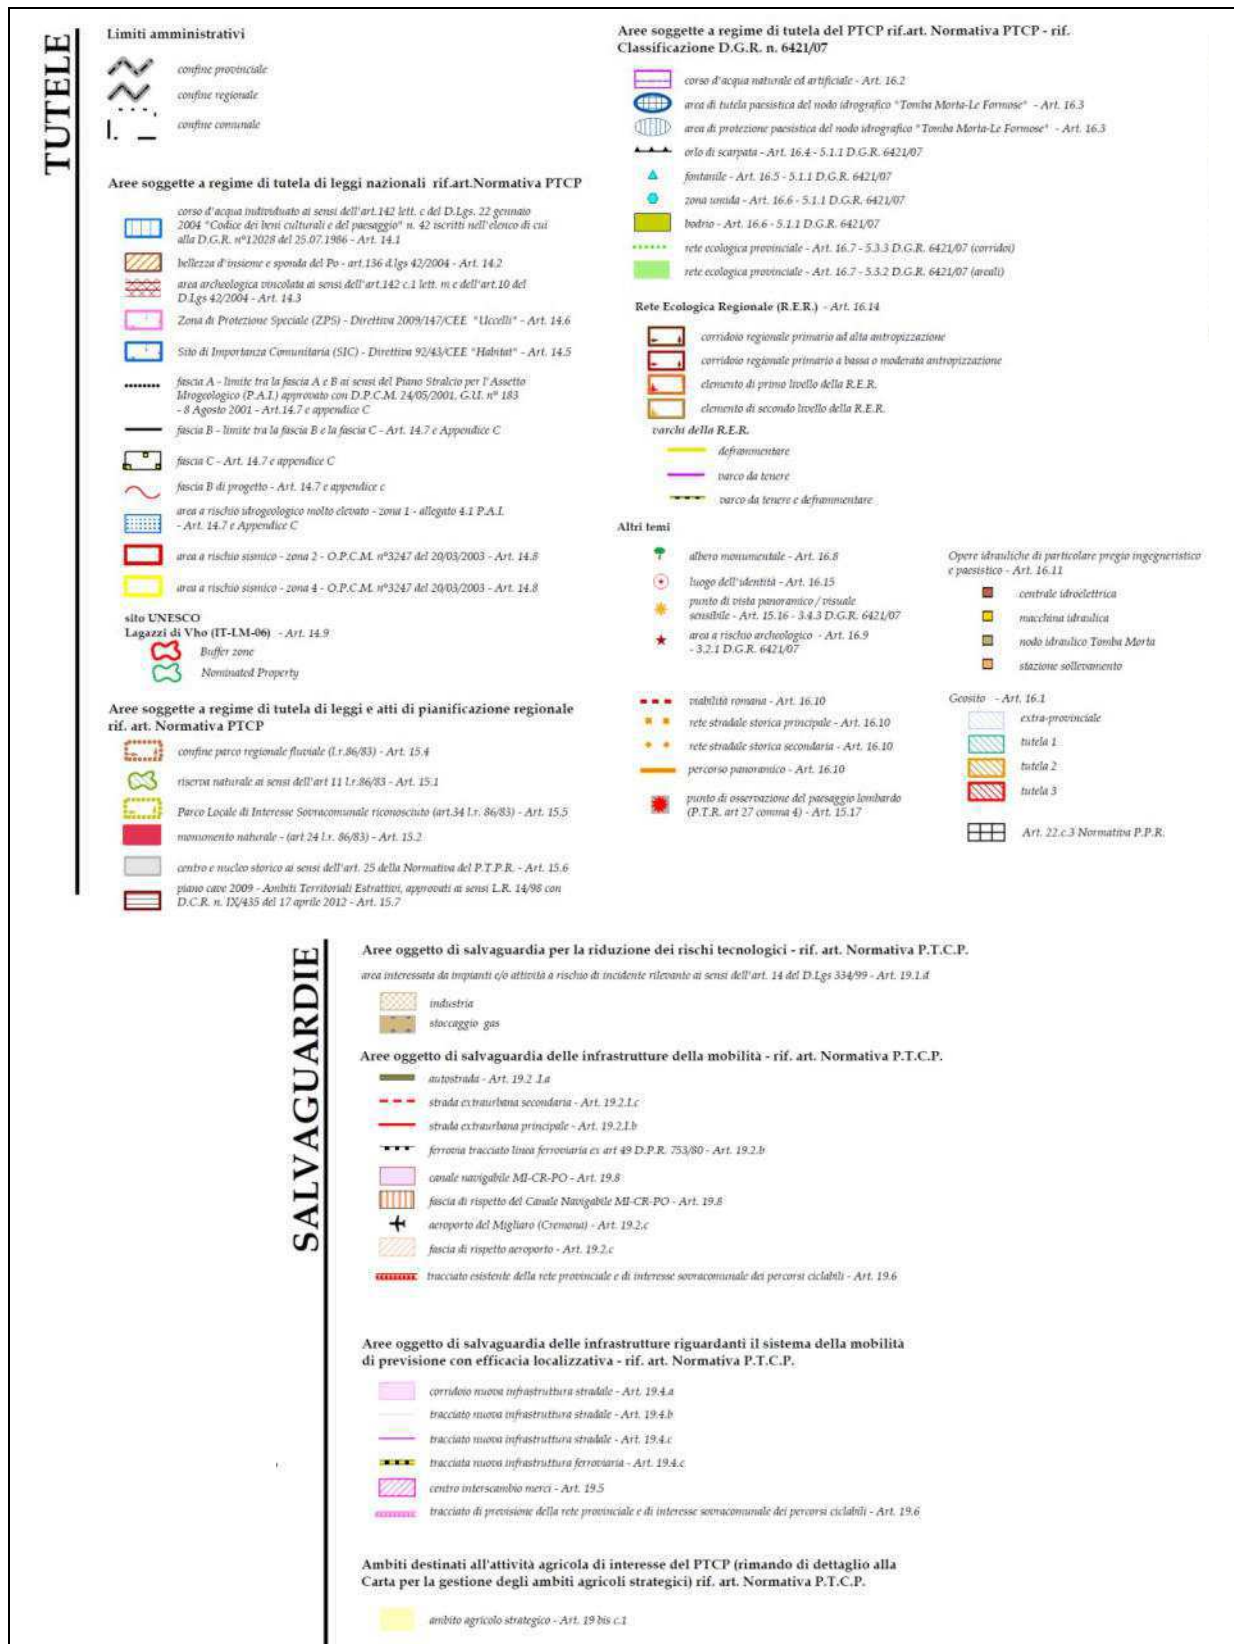 TUTELE
Limiti amministrativi
confine provinciale
confine regionale
confine comunale
Aree soggette a regime di tutela di leggi nazionali rif.art.Normativa PTCP
corso d'acqua individuato ai sensi dell'art.142 lett. c del D.Lgs. 22 gennaio
2004 "Codice dei beni culturali e del paesaggio" n. 42 iscritti nell'elenco di cui
alla D.G.R. n°12028 del 25.07.1986 - Art. 14.1
bellezza d'insieme e sponda del Po - art.136 d.lgs 42/2004 - Art. 14.2
area archeologica vincolata ai sensi dell'art.142 c.1 lett. m e dell'art.10 del
D.Lgs 42/2004 - Art. 14.3
Zona di Protezione Speciale (ZPS) - Direttiva 2009/147/CEE "Uccelli" - Art. 14.6
Sito di Importanza Comunitaria (SIC) - Direttiva 92/43/CEE "Habitat" - Art. 14.5
fascia A - limite tra la fascia A e B ai sensi del Piano Stralcio per l'Assetto
Idrogeologico (P.A.I.) approvato con D.P.C.M. 24/05/2001, G.U. n° 183
- 8 Agosto 2001 - Art.14.7 e appendice C
fascia B - limite tra la fascia B e la fascia C - Art. 14.7 e Appendice C
fascia C - Art. 14.7 e appendice C
fascia B di progetto - Art. 14.7 e appendice c
area a rischio idrogeologico molto elevato - zona 1 - allegato 4.1 P.A.I.
- Art. 14.7 e Appendice C
area a rischio sismico - zona 2 - O.P.C.M. n°3247 del 20/03/2003 - Art. 14.8
area a rischio sismico - zona 4 - O.P.C.M. n°3247 del 20/03/2003 - Art. 14.8
sito UNESCO
Lagazzi di Vho (IT-LM-06) - Art. 14.9
Buffer zone
Nominated Property
Aree soggette a regime di tutela di leggi e atti di pianificazione regionale
rif. art. Normativa PTCP
confine parco regionale fluviale (l.r.86/83) - Art. 15.4
riserva naturale ai sensi dell'art 11 l.r.86/83 - Art. 15.1
Parco Locale di Interesse Sovracomunale riconosciuto (art.34 l.r. 86/83) - Art. 15.5
monumento naturale - (art 24 l.r. 86/83) - Art. 15.2
centro e nucleo storico ai sensi dell'art. 25 della Normativa del P.T.P.R. - Art. 15.6
piano cave 2009 - Ambiti Territoriali Estrattivi, approvati ai sensi L.R. 14/98 con
D.C.R. n. IX/435 del 17 aprile 2012 - Art. 15.7
Aree soggette a regime di tutela del PTCP rif.art. Normativa PTCP - rif.
Classificazione D.G.R. n. 6421/07
corso d'acqua naturale ed artificiale - Art. 16.2
area di tutela paesistica del nodo idrografico "Tomba Morta-Le Formose" - Art. 16.3
area di protezione paesistica del nodo idrografico "Tomba Morta-Le Formose" - Art. 16.3
orlo di scarpata - Art. 16.4 - 5.1.1 D.G.R. 6421/07
fontanile - Art. 16.5 - 5.1.1 D.G.R. 6421/07
zona umida - Art. 16.6 - 5.1.1 D.G.R. 6421/07
bodrio - Art. 16.6 - 5.1.1 D.G.R. 6421/07
rete ecologica provinciale - Art. 16.7 - 5.3.3 D.G.R. 6421/07 (corridoi)
rete ecologica provinciale - Art. 16.7 - 5.3.2 D.G.R. 6421/07 (areali)
Rete Ecologica Regionale (R.E.R.) - Art. 16.14
corridoio regionale primario ad alta antropizzazione
corridoio regionale primario a bassa o moderata antropizzazione
elemento di primo livello della R.E.R.
elemento di secondo livello della R.E.R.
varchi della R.E.R.
deframmentare
varco da tenere
varco da tenere e deframmentare
Altri temi
albero monumentale - Art. 16.8
luogo dell'identità - Art. 16.15
punto di vista panoramico / visuale
sensibile - Art. 15.16 - 3.4.3 D.G.R. 6421/07
area a rischio archeologico - Art. 16.9
- 3.2.1 D.G.R. 6421/07
viabilità romana - Art. 16.10
rete stradale storica principale - Art. 16.10
rete stradale storica secondaria - Art. 16.10
percorso panoramico - Art. 16.10
punto di osservazione del paesaggio lombardo
(P.T.R. art 27 comma 4) - Art. 15.17
Opere idrauliche di particolare pregio ingegneristico
e paesistico - Art. 16.11
centrale idroelettrica
macchina idraulica
nodo idraulico Tomba Morta
stazione sollevamento
Geosito - Art. 16.1
extra-provinciale
tutela 1
tutela 2
tutela 3
Art. 22.c.3 Normativa P.P.R.
SALVAGUARDIE
Aree oggetto di salvaguardia per la riduzione dei rischi tecnologici - rif. art. Normativa P.T.C.P.
area interessata da impianti e/o attività a rischio di incidente rilevante ai sensi dell'art. 14 del D.Lgs 334/99 - Art. 19.1.d
industria
stoccaggio gas
Aree oggetto di salvaguardia delle infrastrutture della mobilità - rif. art. Normativa P.T.C.P.
autostrada - Art. 19.2 .I.a
strada extraurbana secondaria - Art. 19.2.I.c
strada extraurbana principale - Art. 19.2.I.b
ferrovia tracciato linea ferroviaria ex art 49 D.P.R. 753/80 - Art. 19.2.b
canale navigabile MI-CR-PO - Art. 19.8
fascia di rispetto del Canale Navigabile MI-CR-PO - Art. 19.8
aeroporto del Migliaro (Cremona) - Art. 19.2.c
fascia di rispetto aeroporto - Art. 19.2.c
tracciato esistente della rete provinciale e di interesse sovracomunale dei percorsi ciclabili - Art. 19.6
Aree oggetto di salvaguardia delle infrastrutture riguardanti il sistema della mobilità
di previsione con efficacia localizzativa - rif. art. Normativa P.T.C.P.
corridoio nuova infrastruttura stradale - Art. 19.4.a
tracciato nuova infrastruttura stradale - Art. 19.4.b
tracciato nuova infrastruttura stradale - Art. 19.4.c
tracciata nuova infrastruttura ferroviaria - Art. 19.4.c
centro interscambio merci - Art. 19.5
tracciato di previsione della rete provinciale e di interesse sovracomunale dei percorsi ciclabili - Art. 19.6
Ambiti destinati all'attività agricola di interesse del PTCP (rimando di dettaglio alla
Carta per la gestione degli ambiti agricoli strategici) rif. art. Normativa P.T.C.P.
ambito agricolo strategico - Art. 19 bis c.1